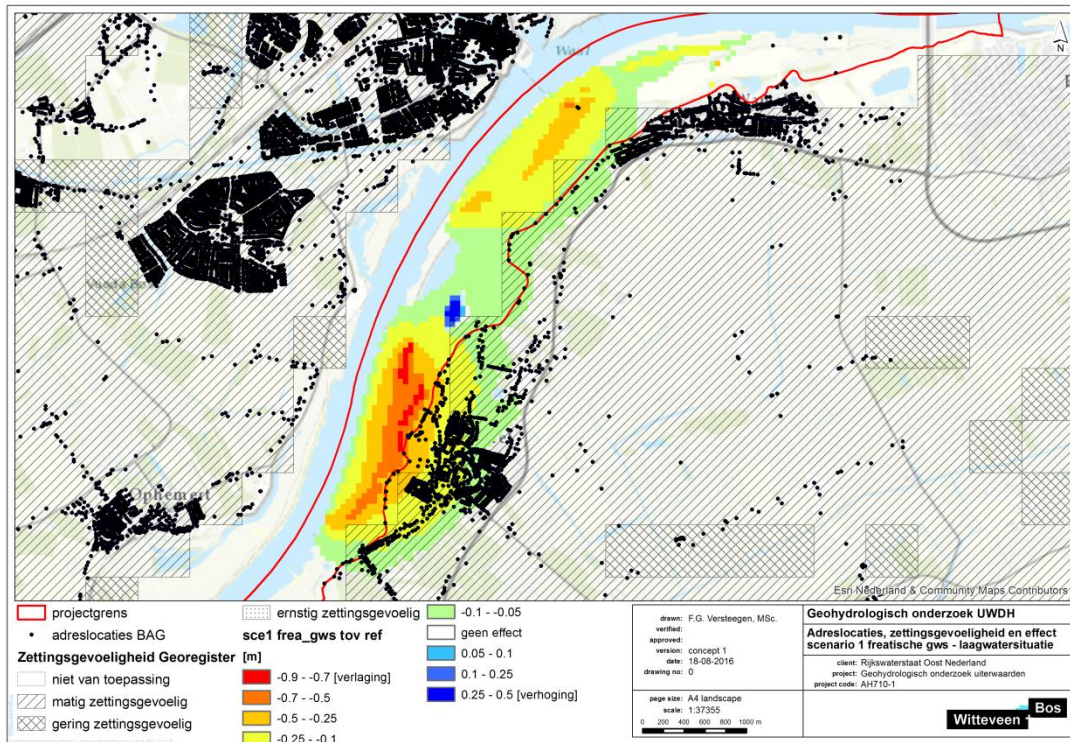 Waal
N
Ophemert
Esri Nederland & Community Maps Contributors
projectgrens
adreslocaties BAG
Zettingsgevoeligheid Georegister
niet van toepassing
matig zettingsgevoelig
gering zettingsgevoelig
ernstig zettingsgevoelig
sce1 frea_gws tov ref
[m]
-0.9 - -0.7 [verlaging]
-0.7 - -0.5
-0.5 - -0.25
-0.25 - -0.1
-0.1 - -0.05
geen effect
0.05 - 0.1
0.1 - 0.25
0.25 - 0.5 [verhoging]
drawn: F.G. Versteegen, MSc.
verified:
approved:
version: concept 1
date: 18-08-2016
drawing no: 0
page size: A4 landscape
scale: 1:37355
0 200 400 600 800 1000 m
Geohydrologisch onderzoek UWDH
Adreslocaties, zettingsgevoeligheid en effect
scenario 1 freatische gws - laagwatersituatie
client: Rijkswaterstaat Oost Nederland
project: Geohydrologisch onderzoek uiterwaarden
project code: AH710-1
Witteveen + Bos